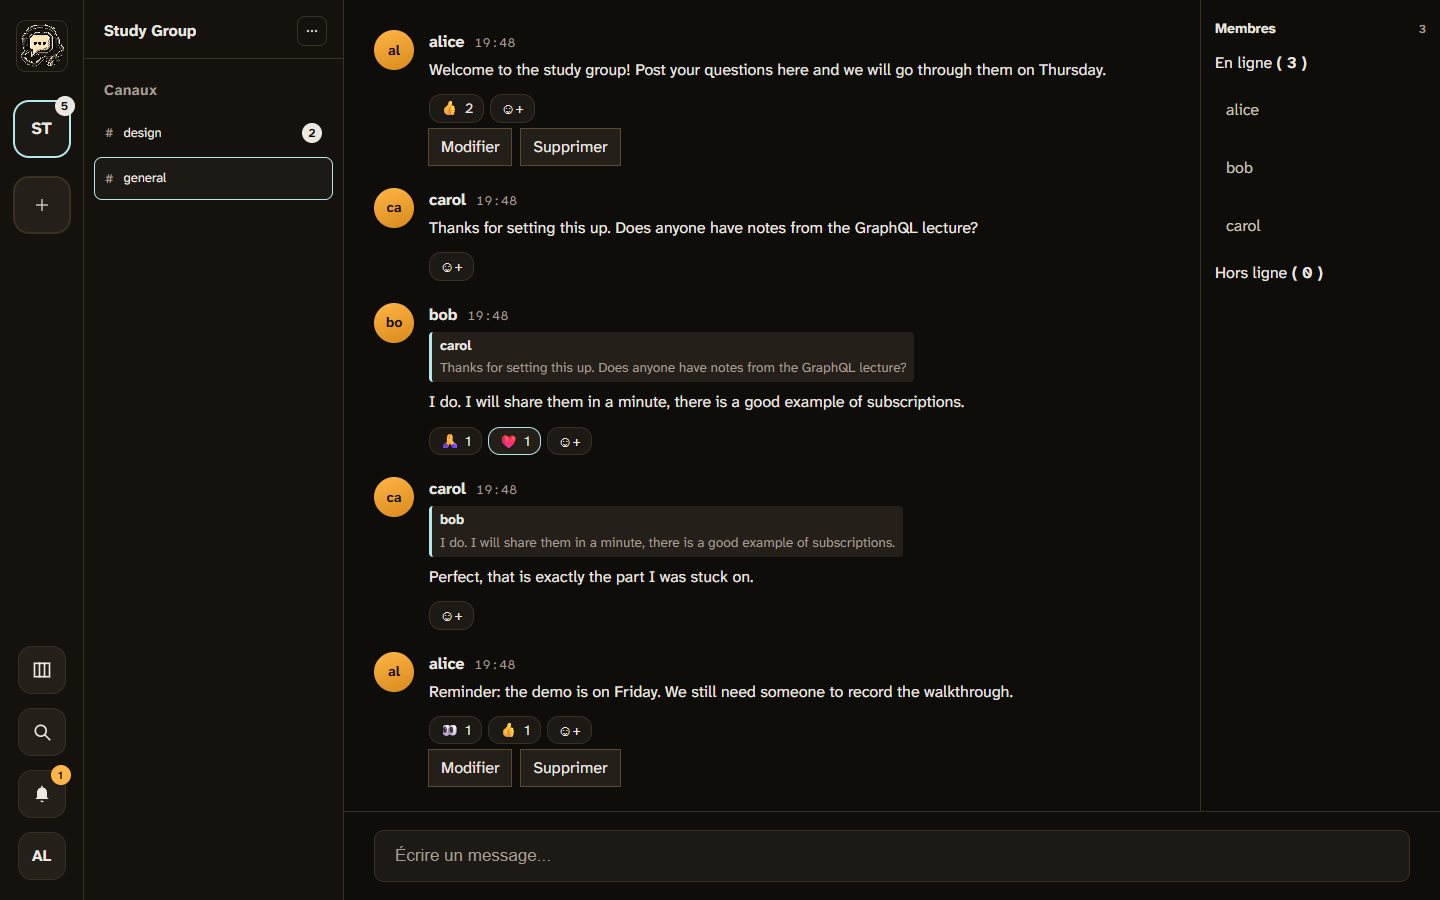 Study Group
...
5
ST
Canaux
# design 2
# general
+
1
AL
al
alice 19:48
Welcome to the study group! Post your questions here and we will go through them on Thursday.
👍 2 ☺+
Modifier Supprimer
ca
carol 19:48
Thanks for setting this up. Does anyone have notes from the GraphQL lecture?
☺+
bo
bob 19:48
carol
Thanks for setting this up. Does anyone have notes from the GraphQL lecture?
I do. I will share them in a minute, there is a good example of subscriptions.
🙏 1 ❤️ 1 ☺+
ca
carol 19:48
bob
I do. I will share them in a minute, there is a good example of subscriptions.
Perfect, that is exactly the part I was stuck on.
☺+
al
alice 19:48
Reminder: the demo is on Friday. We still need someone to record the walkthrough.
👀 1 👍 1 ☺+
Modifier Supprimer
Écrire un message...
Membres 3
En ligne ( 3 )
alice
bob
carol
Hors ligne ( 0 )